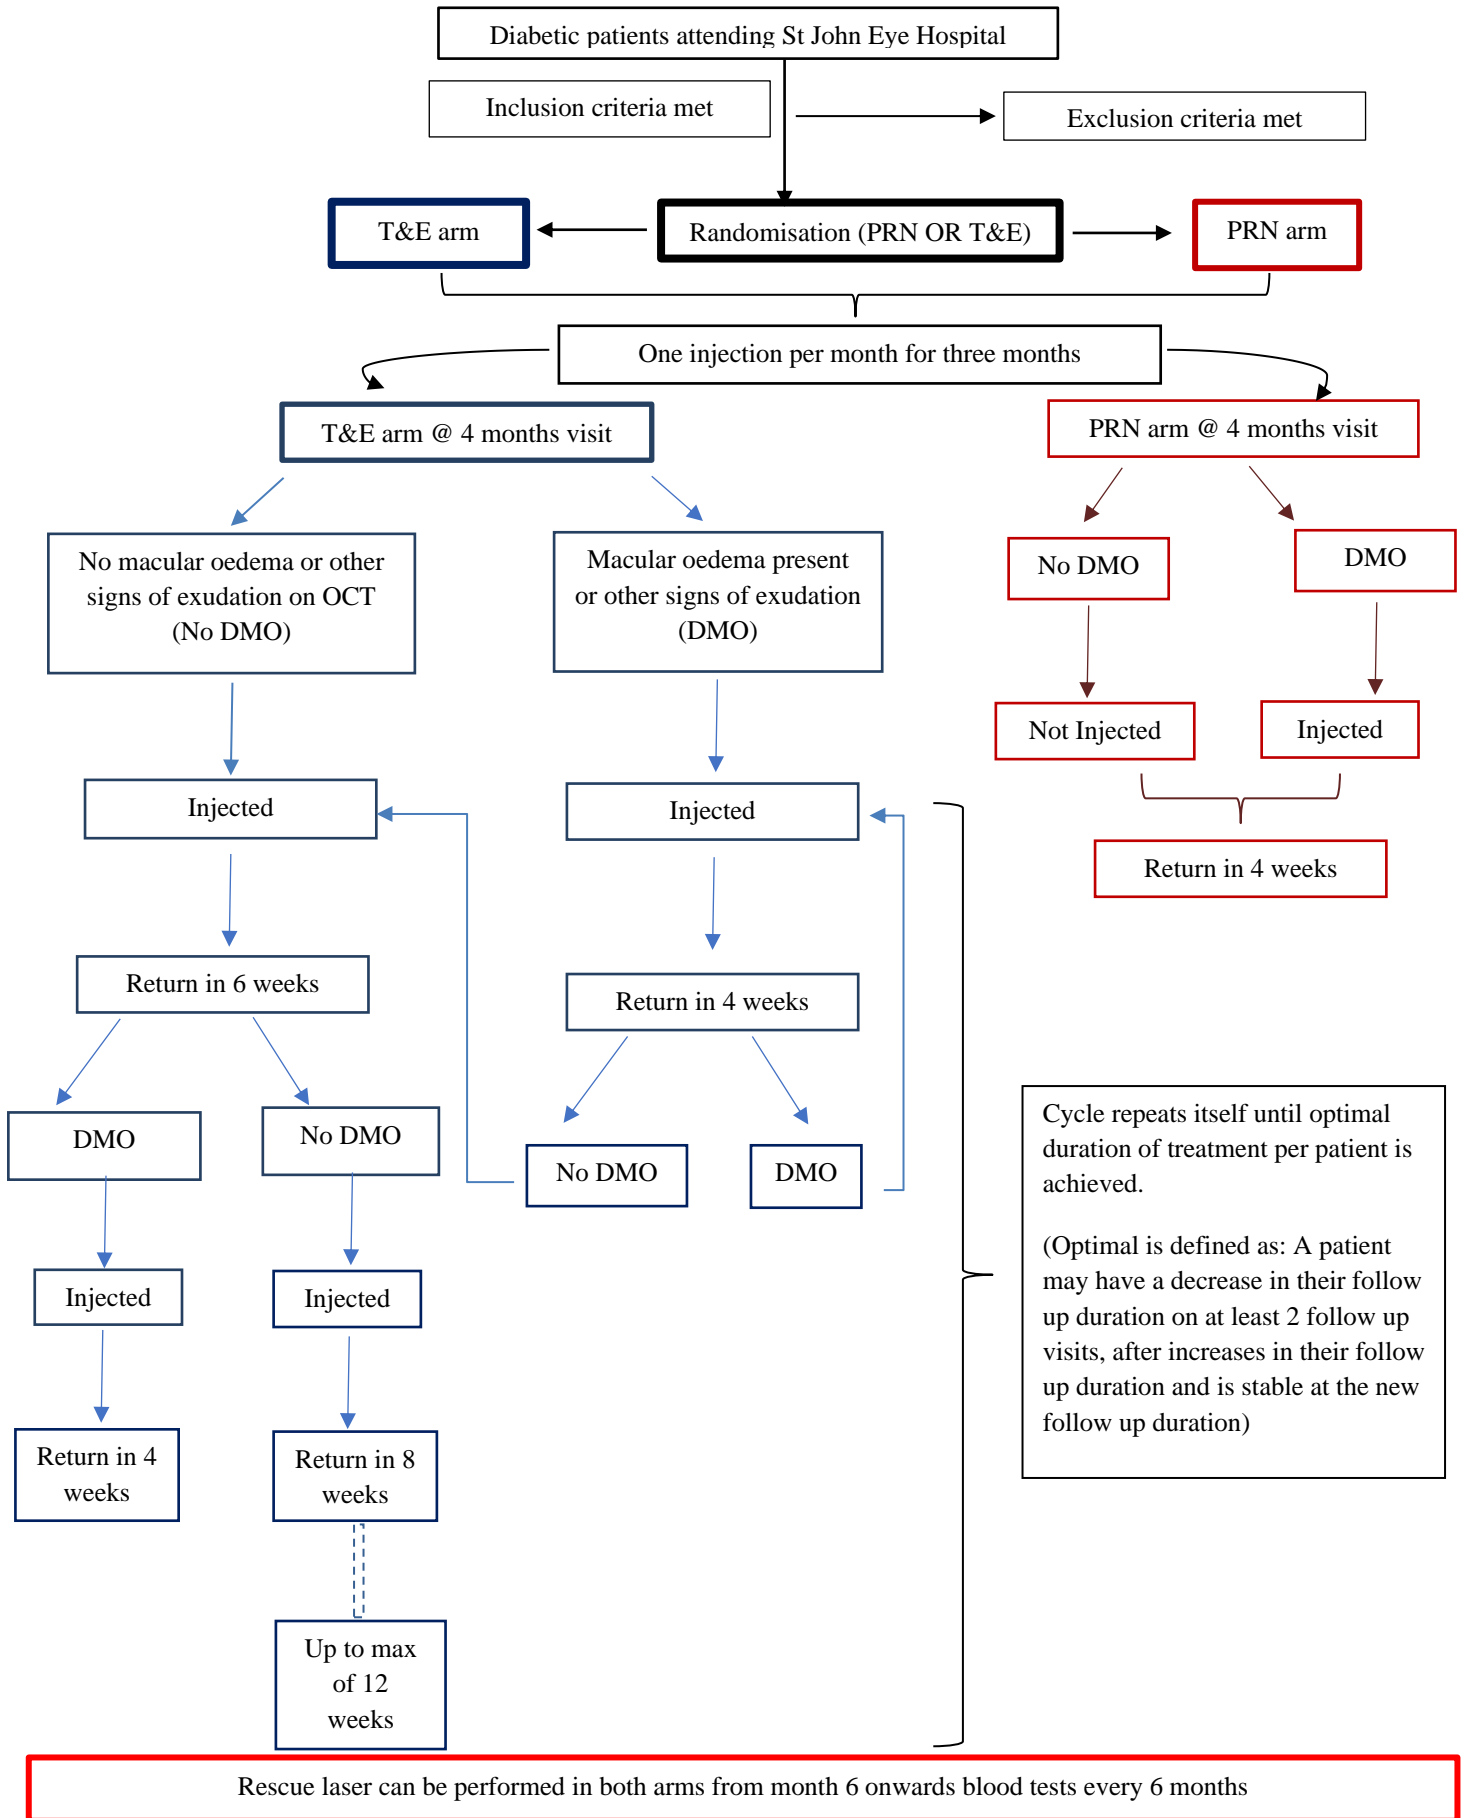 Diabetic patients attending St John Eye Hospital
Inclusion criteria met
Exclusion criteria met
T&E arm
Randomisation (PRN OR T&E)
PRN arm
One injection per month for three months
T&E arm @ 4 months visit
PRN arm @ 4 months visit
No macular oedema or other
signs of exudation on OCT
(No DMO)
Macular oedema present
or other signs of exudation
(DMO)
No DMO
DMO
Not Injected
Injected
Return in 4 weeks
Injected
Injected
Return in 6 weeks
Return in 4 weeks
DMO
No DMO
No DMO
DMO
Injected
Injected
Return in 4
weeks
Return in 8
weeks
Up to max
of 12
weeks
Cycle repeats itself until optimal
duration of treatment per patient is
achieved.
(Optimal is defined as: A patient
may have a decrease in their follow
up duration on at least 2 follow up
visits, after increases in their follow
up duration and is stable at the new
follow up duration)
Rescue laser can be performed in both arms from month 6 onwards blood tests every 6 months